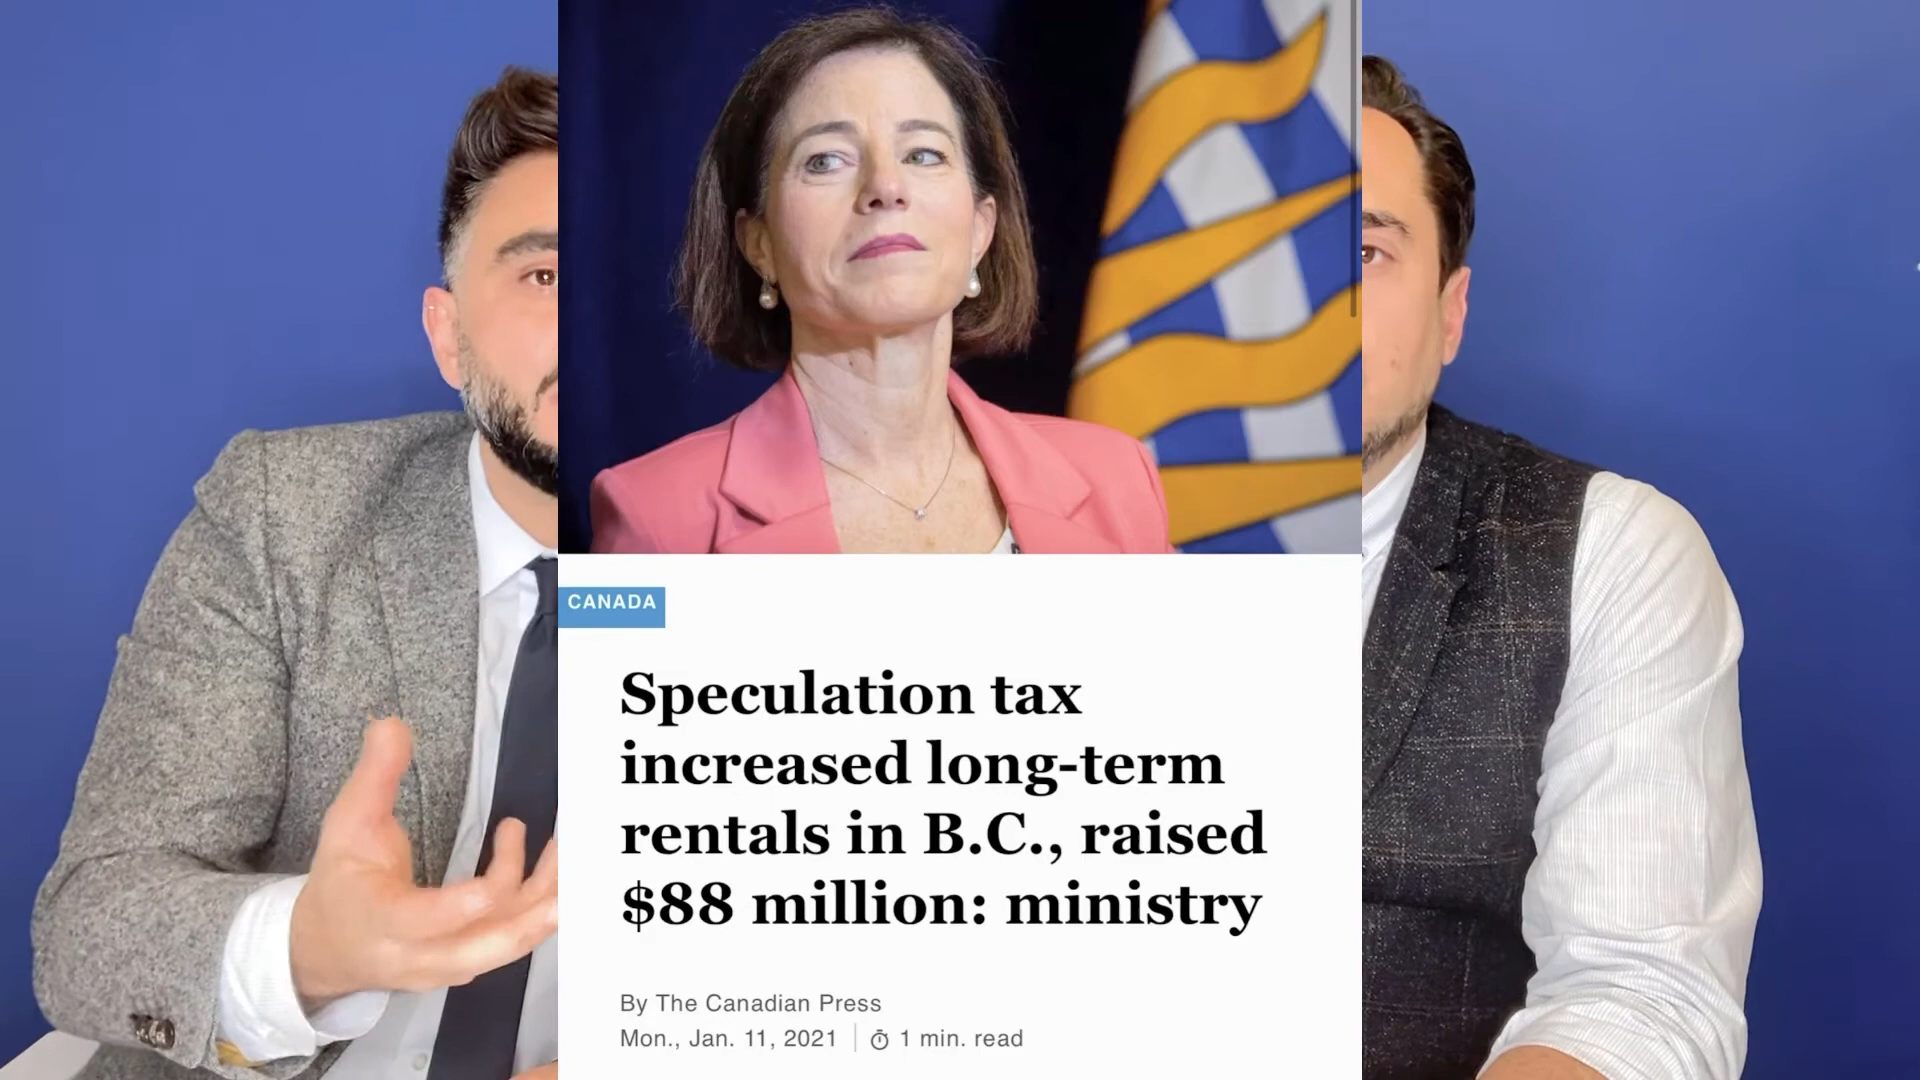 CANADA
Speculation tax
increased long-term
rentals in B.C., raised
$88 million: ministry
By The Canadian Press
Mon., Jan. 11, 2021 | 1 min. read